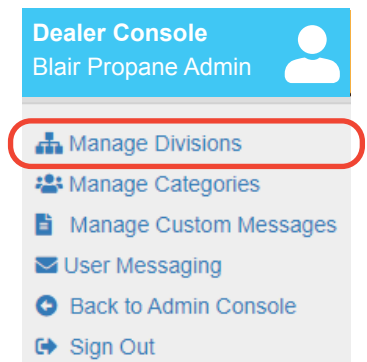 Dealer Console
Blair Propane Admin
Manage Divisions
Manage Categories
Manage Custom Messages
User Messaging
Back to Admin Console
Sign Out